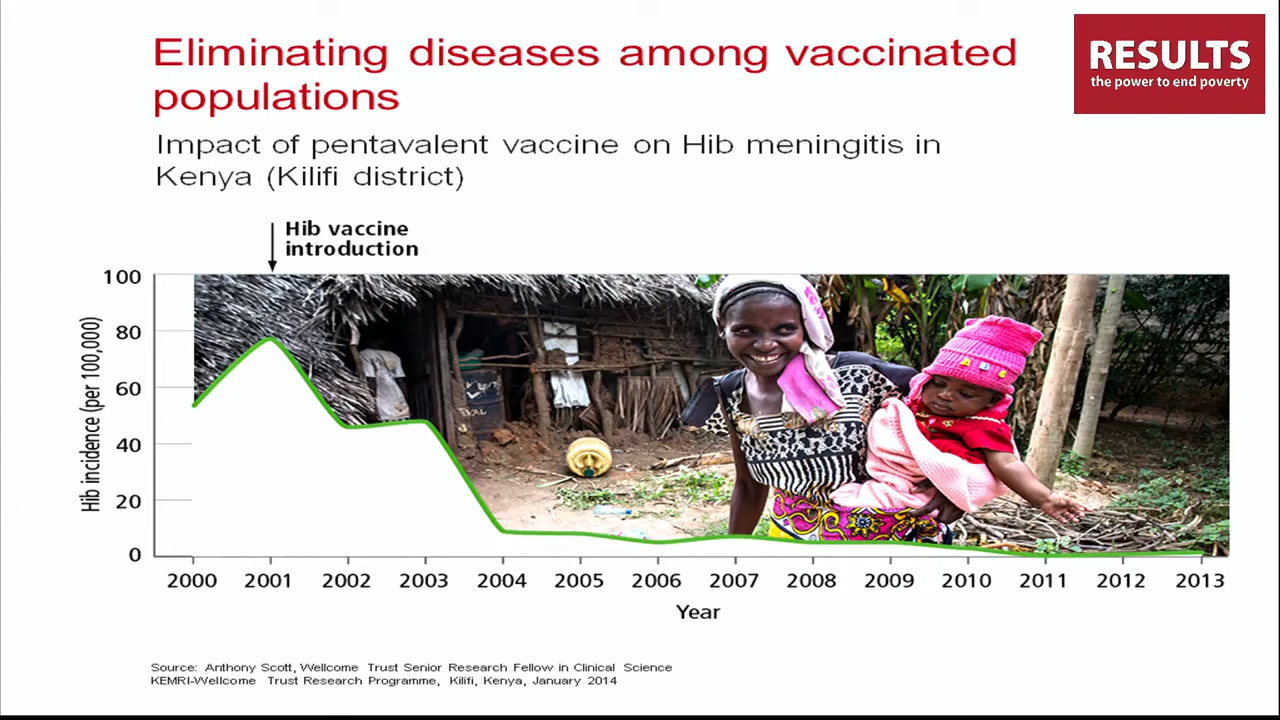 Eliminating diseases among vaccinated
populations
RESULTS
the power to end poverty
Impact of pentavalent vaccine on Hib meningitis in
Kenya (Kilifi district)
Hib vaccine
introduction
Hib incidence (per 100,000)
100
80
60
40
20
0
A B C
2000 2001 2002 2003 2004 2005 2006 2007 2008 2009 2010 2011 2012 2013
Year
Source: Anthony Scott, Wellcome Trust Senior Research Fellow in Clinical Science
KEMRI-Wellcome Trust Research Programme, Kilifi, Kenya, January 2014